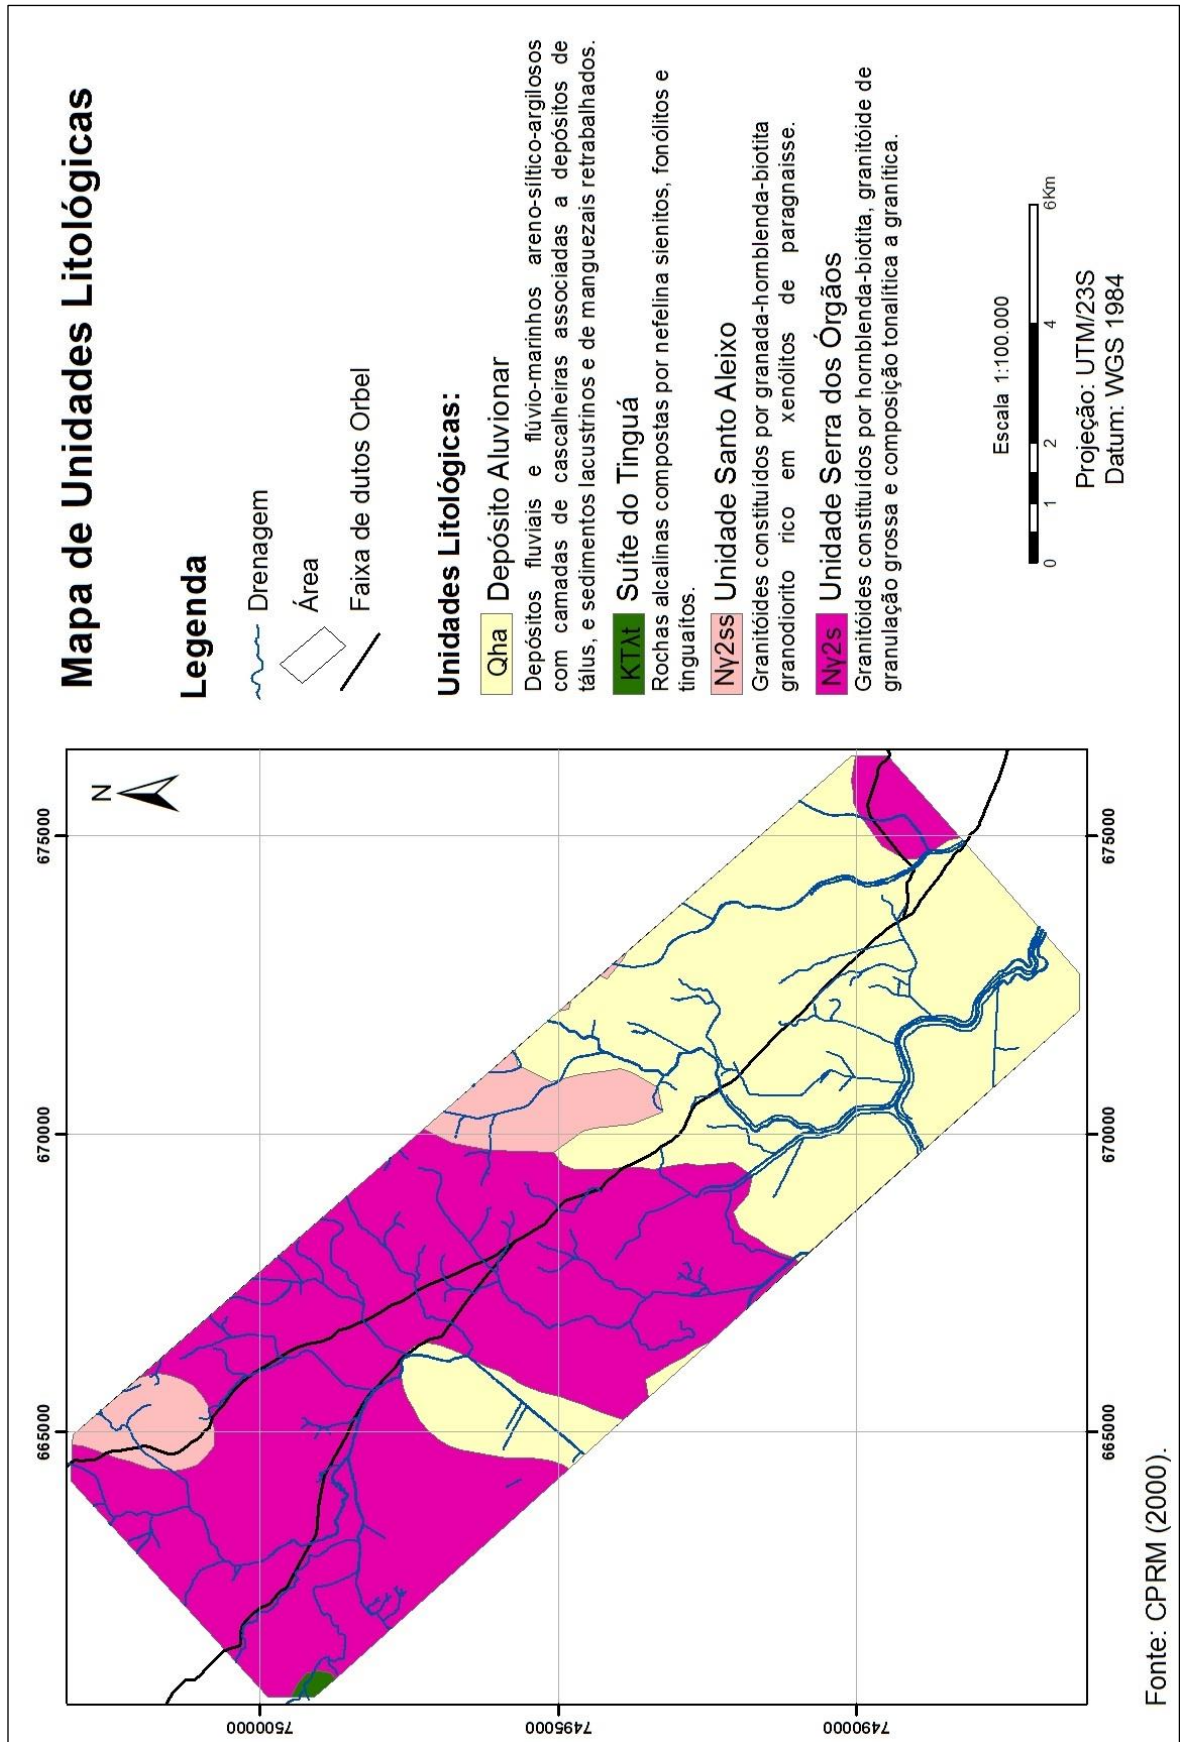 Mapa de Unidades Litológicas
Legenda
Drenagem
Área
Faixa de dutos Orbel
Unidades Litológicas:
Qha Depósito Aluvionar
Depósitos fluviais e flúvio-marinhos areno-síltico-argilosos
com camadas de cascalheiras associadas a depósitos de
tálus, e sedimentos lacustrinos e de manguezais retrabalhados.
KTλt Suíte do Tinguá
Rochas alcalinas compostas por nefelina sienitos, fonólitos e
tinguaítos.
Nγ2ss Unidade Santo Aleixo
Granitóides constituídos por granada-hornblenda-biotita
granodiorito rico em xenólitos de paragnaisse.
Nγ2s Unidade Serra dos Órgãos
Granitóides constituídos por hornblenda-biotita, granitóide de
granulação grossa e composição tonalítica a granítica.
Escala 1:100.000
0 1 2 4 6Km
Projeção: UTM/23S
Datum: WGS 1984
N
665000 670000 675000
7500000
7495000
7490000
665000 670000 675000
Fonte: CPRM (2000).